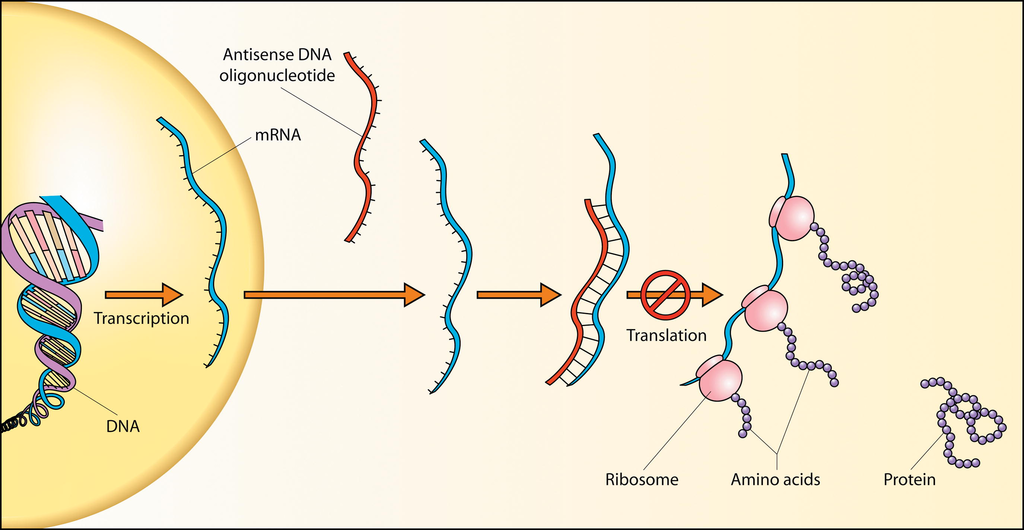 Antisense DNA
oligonucleotide
mRNA
Transcription
Translation
DNA
Ribosome
Amino acids
Protein